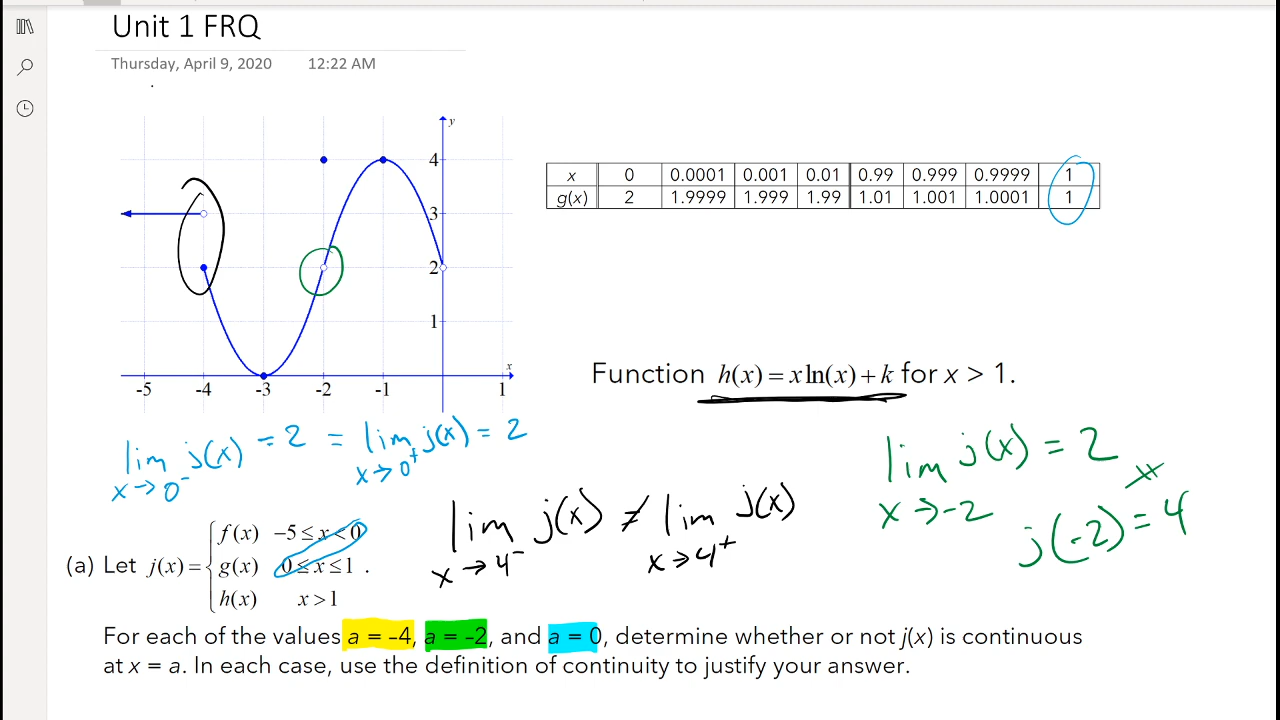 Unit 1 FRQ
Thursday, April 9, 2020 12:22 AM
y
4
3
2
1
x
-5 -4 -3 -2 -1 1
x 0 0.0001 0.001 0.01 0.99 0.999 0.9999 1
g(x) 2 1.9999 1.999 1.99 1.01 1.001 1.0001 1
Function h(x) = x ln(x) + k for x > 1.
lim j(x) = 2 = lim j(x) = 2
x→0⁻ x→0⁺
lim j(x) ≠ lim j(x)
x→4⁻ x→4⁺
lim j(x) = 2
x→-2
j(-2) = 4
f(x) -5 ≤ x < 0
(a) Let j(x) = g(x) 0 ≤ x ≤ 1 .
h(x) x > 1
For each of the values a = -4, a = -2, and a = 0, determine whether or not j(x) is continuous
at x = a. In each case, use the definition of continuity to justify your answer.